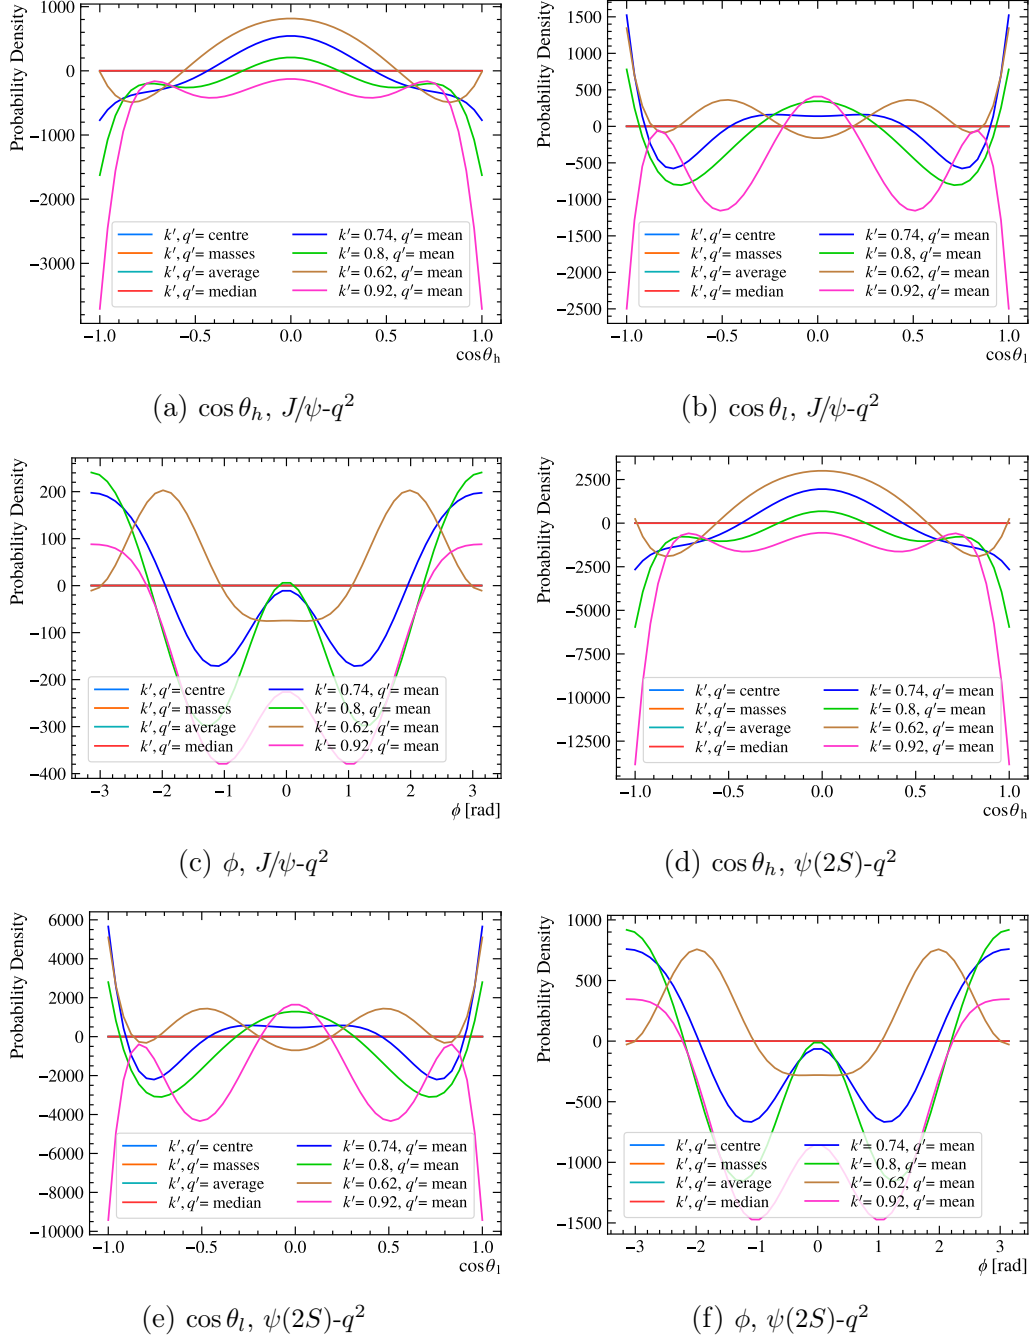 1000
0
-1000
-2000
-3000
Probability Density
k′, q′= centre
k′, q′= masses
k′, q′= average
k′, q′= median
k′= 0.74, q′= mean
k′= 0.8, q′= mean
k′= 0.62, q′= mean
k′= 0.92, q′= mean
−1.0 −0.5 0.0 0.5 1.0
cosθh
(a) cos θh, J/ψ-q²
1500
1000
500
0
-500
-1000
-1500
-2000
-2500
Probability Density
k′, q′= centre
k′, q′= masses
k′, q′= average
k′, q′= median
k′= 0.74, q′= mean
k′= 0.8, q′= mean
k′= 0.62, q′= mean
k′= 0.92, q′= mean
−1.0 −0.5 0.0 0.5 1.0
cosθl
(b) cos θl, J/ψ-q²
200
100
0
-100
-200
-300
-400
Probability Density
k′, q′= centre
k′, q′= masses
k′, q′= average
k′, q′= median
k′= 0.74, q′= mean
k′= 0.8, q′= mean
k′= 0.62, q′= mean
k′= 0.92, q′= mean
−3 −2 −1 0 1 2 3
ϕ [rad]
(c) ϕ, J/ψ-q²
2500
0
-2500
-5000
-7500
-10000
-12500
Probability Density
k′, q′= centre
k′, q′= masses
k′, q′= average
k′, q′= median
k′= 0.74, q′= mean
k′= 0.8, q′= mean
k′= 0.62, q′= mean
k′= 0.92, q′= mean
−1.0 −0.5 0.0 0.5 1.0
cosθh
(d) cos θh, ψ(2S)-q²
6000
4000
2000
0
-2000
-4000
-6000
-8000
-10000
Probability Density
k′, q′= centre
k′, q′= masses
k′, q′= average
k′, q′= median
k′= 0.74, q′= mean
k′= 0.8, q′= mean
k′= 0.62, q′= mean
k′= 0.92, q′= mean
−1.0 −0.5 0.0 0.5 1.0
cosθl
(e) cos θl, ψ(2S)-q²
1000
500
0
-500
-1000
-1500
Probability Density
k′, q′= centre
k′, q′= masses
k′, q′= average
k′, q′= median
k′= 0.74, q′= mean
k′= 0.8, q′= mean
k′= 0.62, q′= mean
k′= 0.92, q′= mean
−3 −2 −1 0 1 2 3
ϕ [rad]
(f) ϕ, ψ(2S)-q²